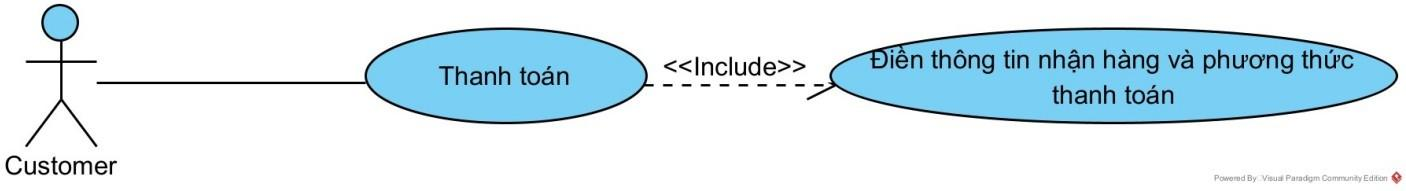 Thanh toán
<<Include>>
Điền thông tin nhận hàng và phương thức
thanh toán
Customer
Powered By Visual Paradigm Community Edition